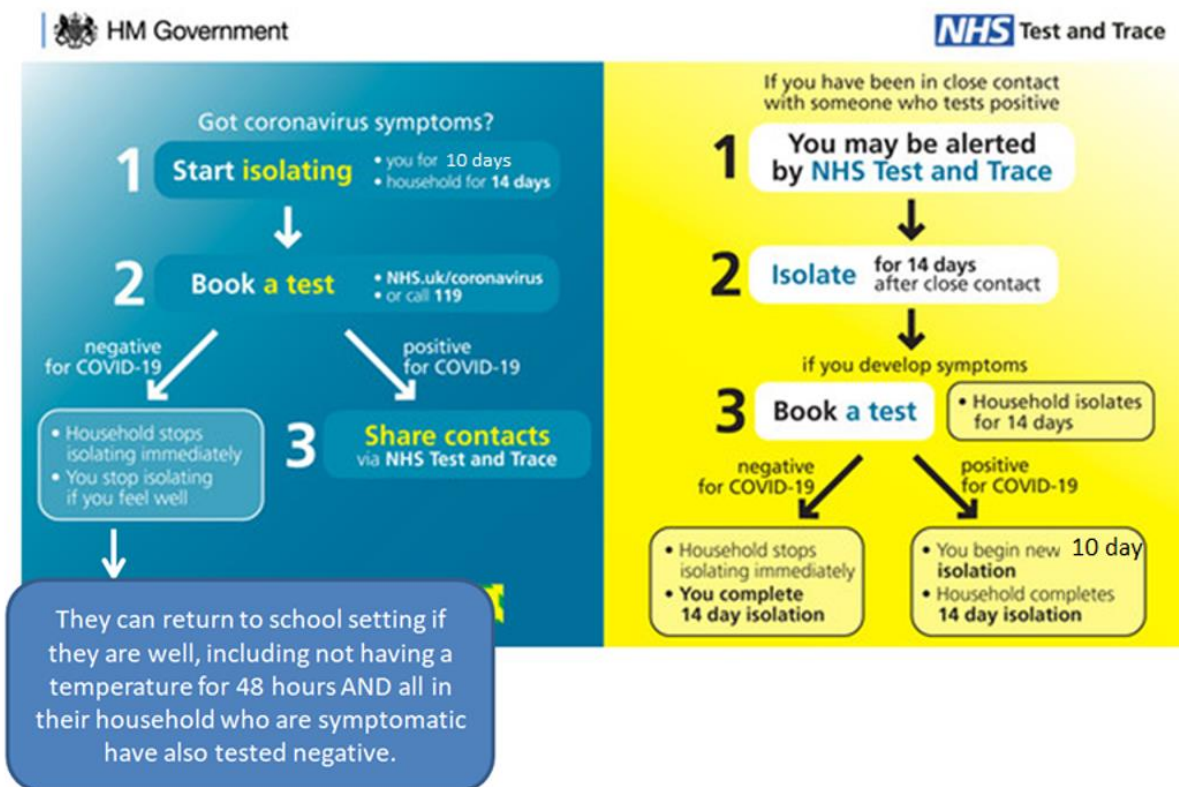 HM Government
NHS Test and Trace
Got coronavirus symptoms?
1
Start isolating
• you for 10 days
• household for 14 days
2
Book a test
• NHS.uk/coronavirus
• or call 119
negative
for COVID-19
positive
for COVID-19
• Household stops
isolating immediately
• You stop isolating
if you feel well
3
Share contacts
via NHS Test and Trace
They can return to school setting if
they are well, including not having a
temperature for 48 hours AND all in
their household who are symptomatic
have also tested negative.
If you have been in close contact
with someone who tests positive
1
You may be alerted
by NHS Test and Trace
2
Isolate
for 14 days
after close contact
if you develop symptoms
3
Book a test
• Household isolates
for 14 days
negative
for COVID-19
positive
for COVID-19
• Household stops
isolating immediately
• You complete
14 day isolation
• You begin new 10 day
isolation
• Household completes
14 day isolation